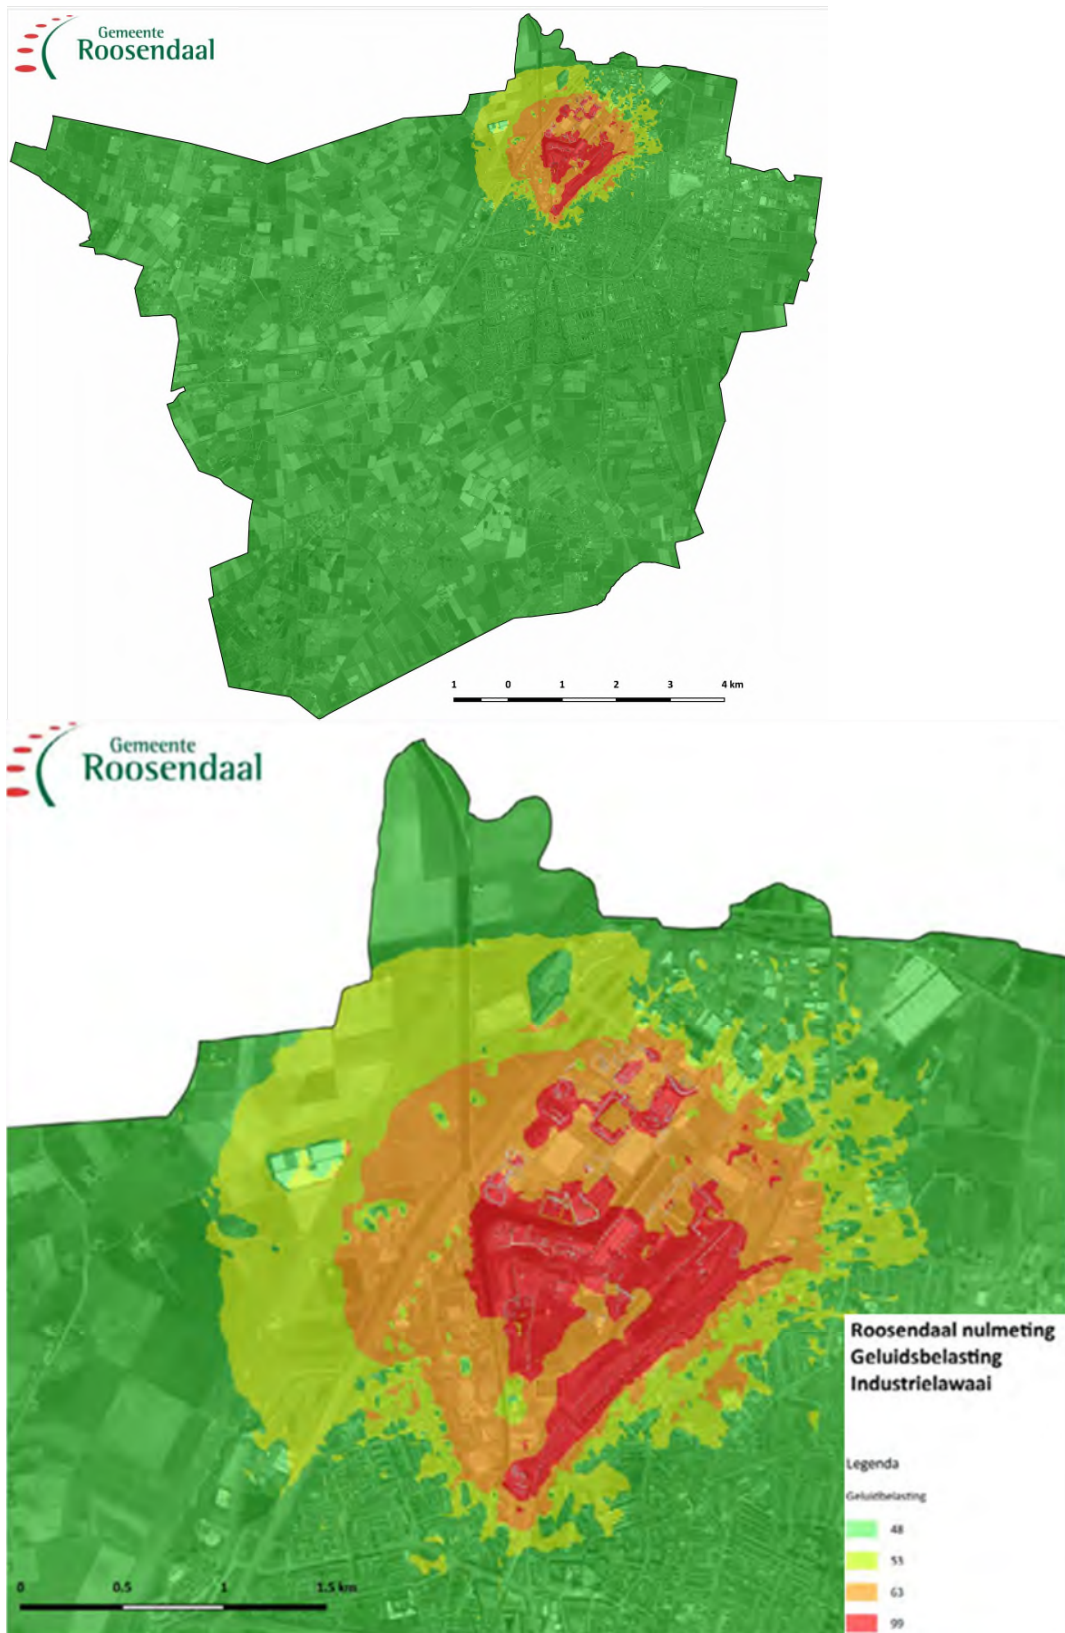 Gemeente
Roosendaal
1 0 1 2 3 4 km
Gemeente
Roosendaal
Roosendaal nulmeting
Geluidsbelasting
Industrielawaai
Legenda
Geluidbelasting
48
53
63
99
0 0.5 1 1.5 km